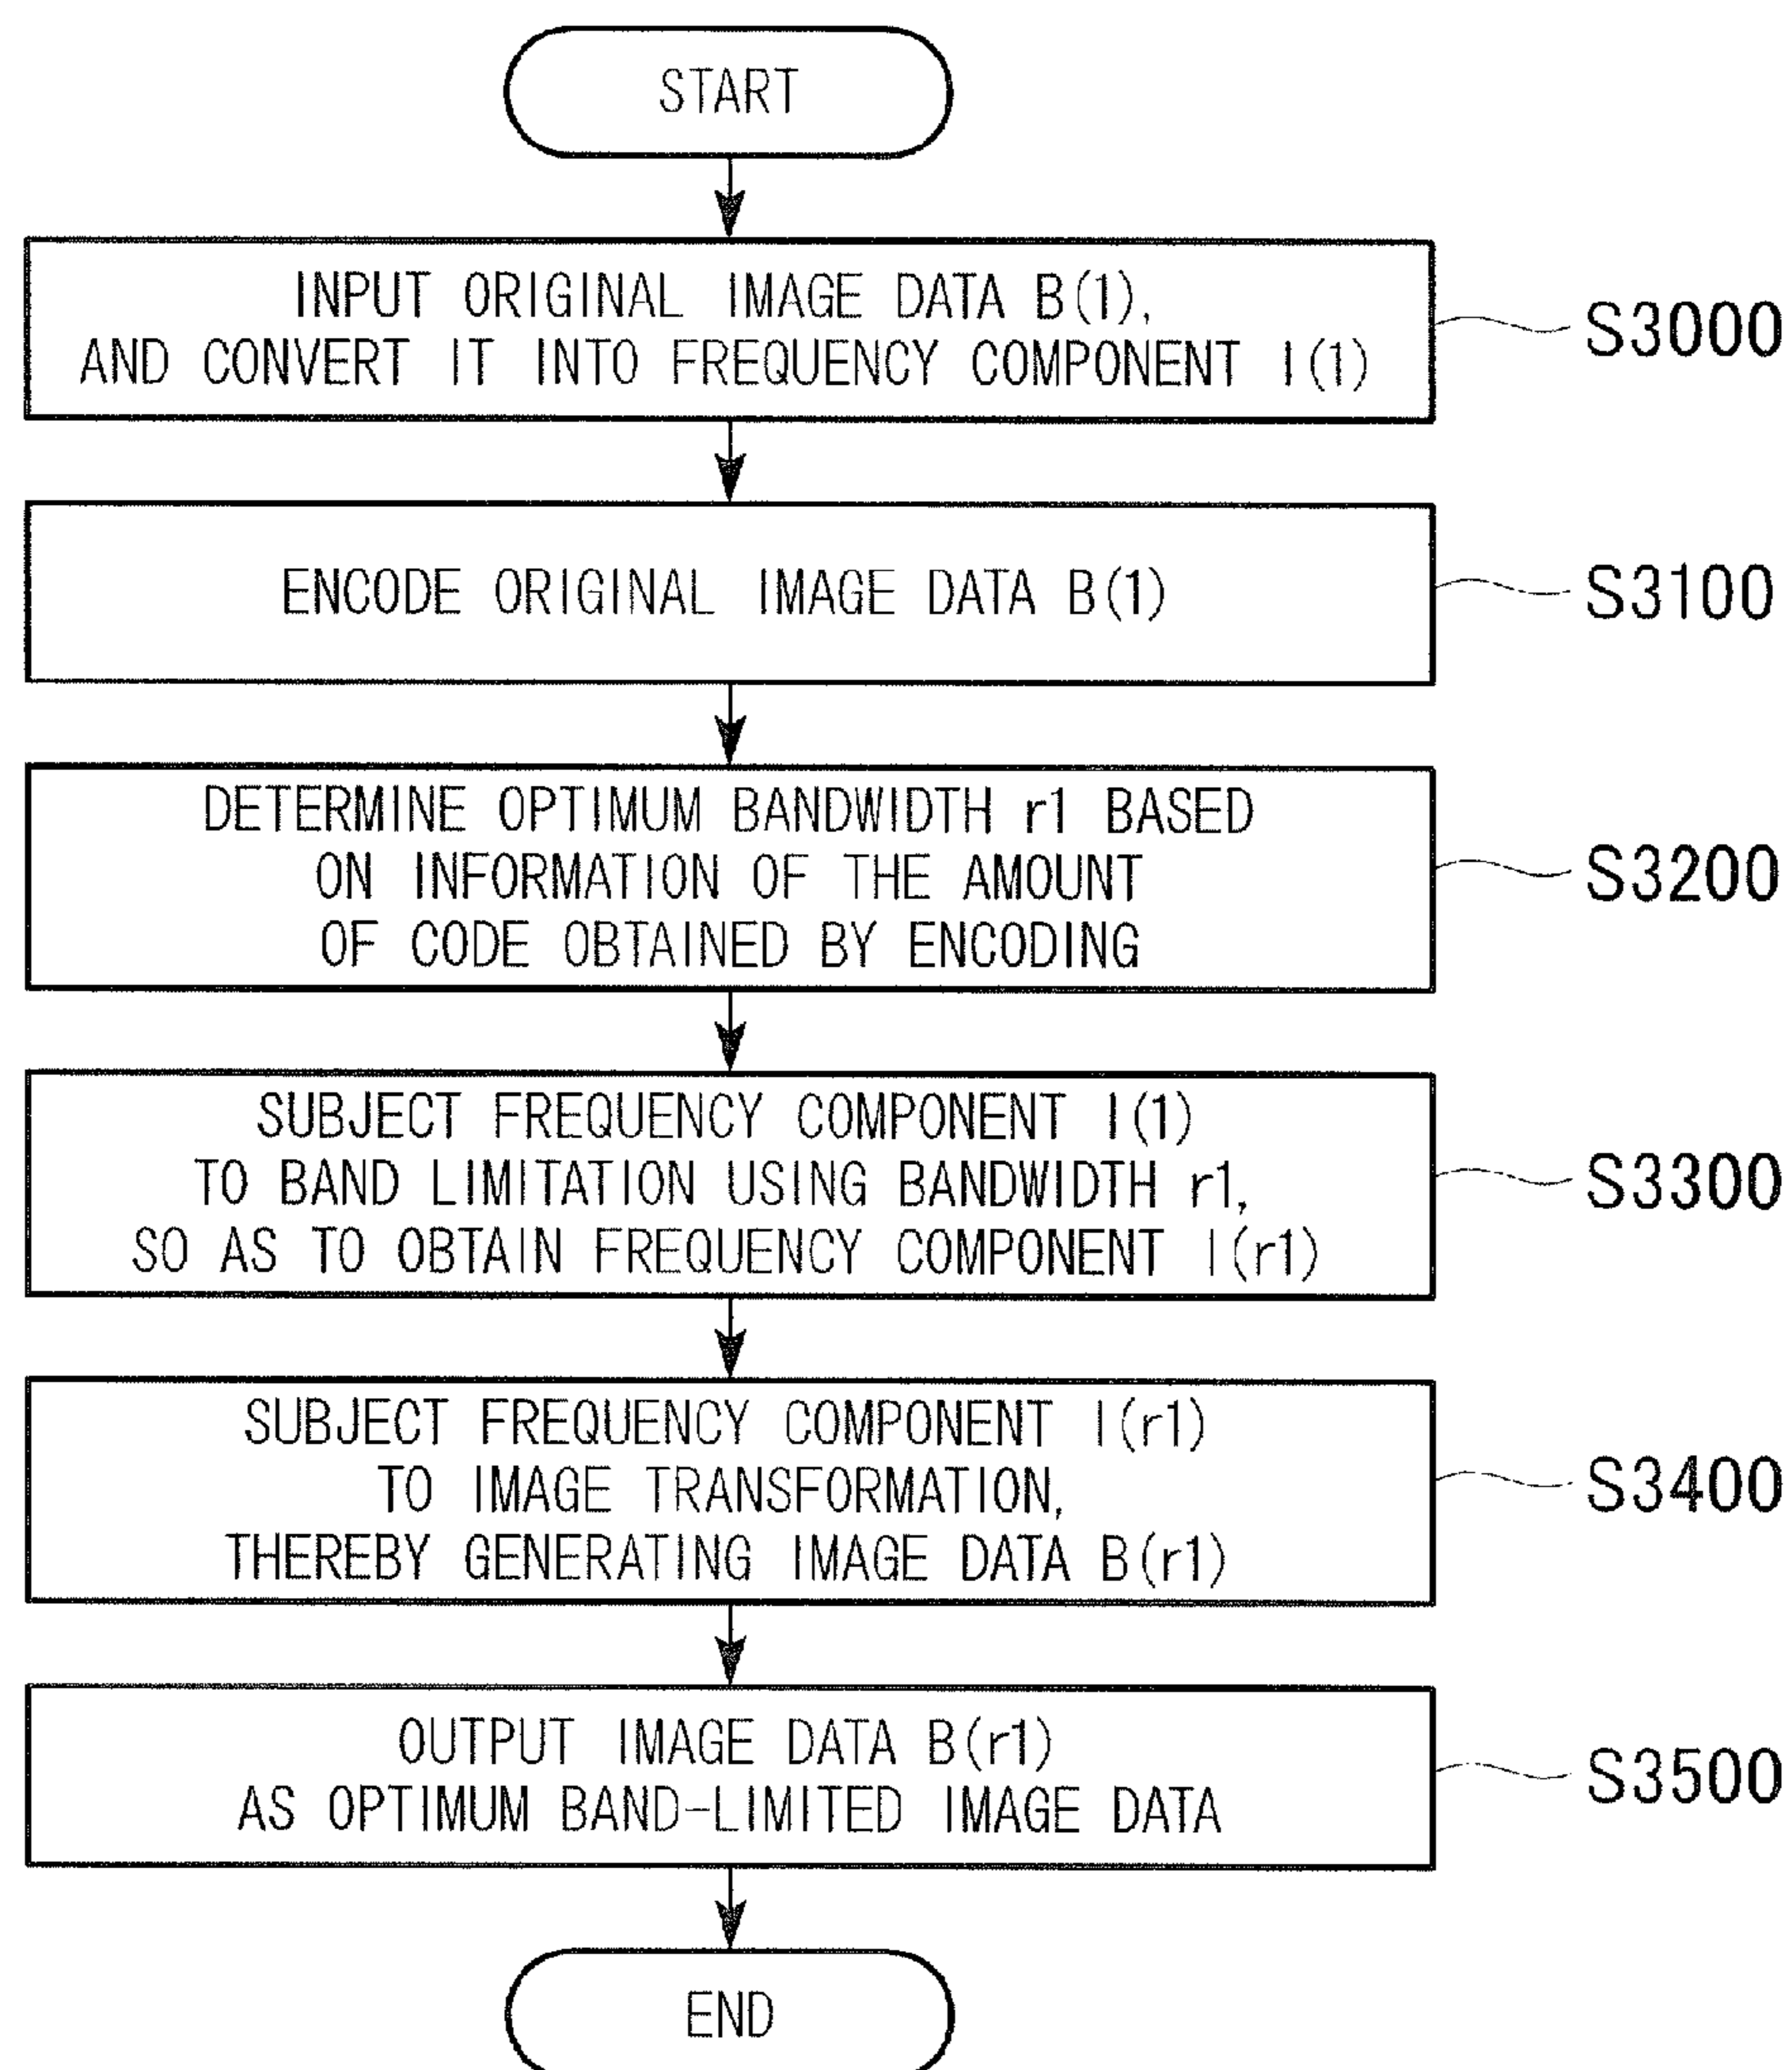 START
INPUT ORIGINAL IMAGE DATA B(1),
AND CONVERT IT INTO FREQUENCY COMPONENT I(1)
S3000
ENCODE ORIGINAL IMAGE DATA B(1)
S3100
DETERMINE OPTIMUM BANDWIDTH r1 BASED
ON INFORMATION OF THE AMOUNT
OF CODE OBTAINED BY ENCODING
S3200
SUBJECT FREQUENCY COMPONENT I(1)
TO BAND LIMITATION USING BANDWIDTH r1,
SO AS TO OBTAIN FREQUENCY COMPONENT I(r1)
S3300
SUBJECT FREQUENCY COMPONENT I(r1)
TO IMAGE TRANSFORMATION,
THEREBY GENERATING IMAGE DATA B(r1)
S3400
OUTPUT IMAGE DATA B(r1)
AS OPTIMUM BAND-LIMITED IMAGE DATA
S3500
END